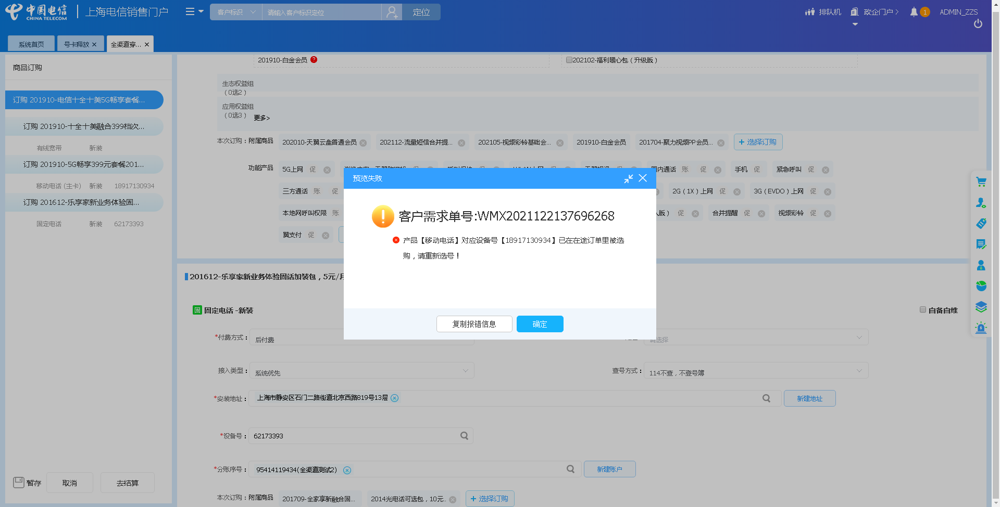 中国电信
CHINA TELECOM
上海电信销售门户
客户标识
请输入客户标识定位
定位
排队机
政企门户
1
ADMIN_ZZS
系统首页
号卡释放
全渠道穿...
商品订购
订购 201910-电信十全十美5G畅享套餐...
订购 201910-十全十美融合399档次...
有线宽带 新装
订购 201910-5G畅享399元套餐201...
移动电话 (主卡) 新装 18917130934
订购 201612-乐享家新业务体验固...
固定电话 新装 62173393
暂存
取消
去结算
201910-白金会员
202102-福利暖心包（升级版）
生态权益组
（0选2）
应用权益组
（0选3） 更多>
本次订购：附属商品 202010-天翼云盘普通会员 202112-流量短信合并提... 202105-视频彩铃基础会... 201910-白金会员 201704-聚力视频PP会员... + 选择订购
功能产品 5G上网 促 国内通话 账 促 手机 促 紧急呼叫 促
三方通话 账 促 2G（1X）上网 促 3G（EVDO）上网 促
本地网呼叫权限 账 版） 促 合并提醒 促 视频彩铃 促
翼支付 促
预览失败
客户需求单号:WMX2021122137696268
产品【移动电话】对应设备号【18917130934】已在在途订单里被选
购，请重新选号！
复制报错信息
确定
201612-乐享家新业务体验固话加装包，5元/月
固 固定电话 -新装
自备自维
*付费方式： 后付费
请选择
接入类型： 系统优先
查号方式： 114不查，不登号簿
*安装地址： 上海市静安区石门二路街道北京西路819号13层
新建地址
*设备号： 62173393
*分账序号： 95414119434(全渠道测试2)
新建账户
本次订购：附属商品 201709-全家享新融合固... 2014光电话可选包，10元.. + 选择订购